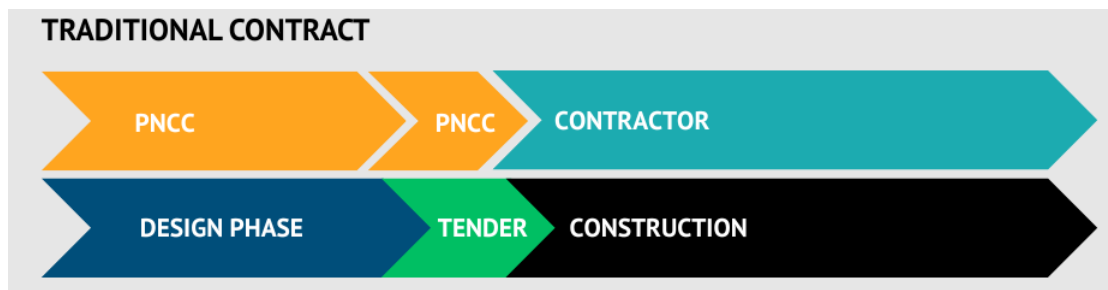 TRADITIONAL CONTRACT
PNCC PNCC CONTRACTOR
DESIGN PHASE TENDER CONSTRUCTION